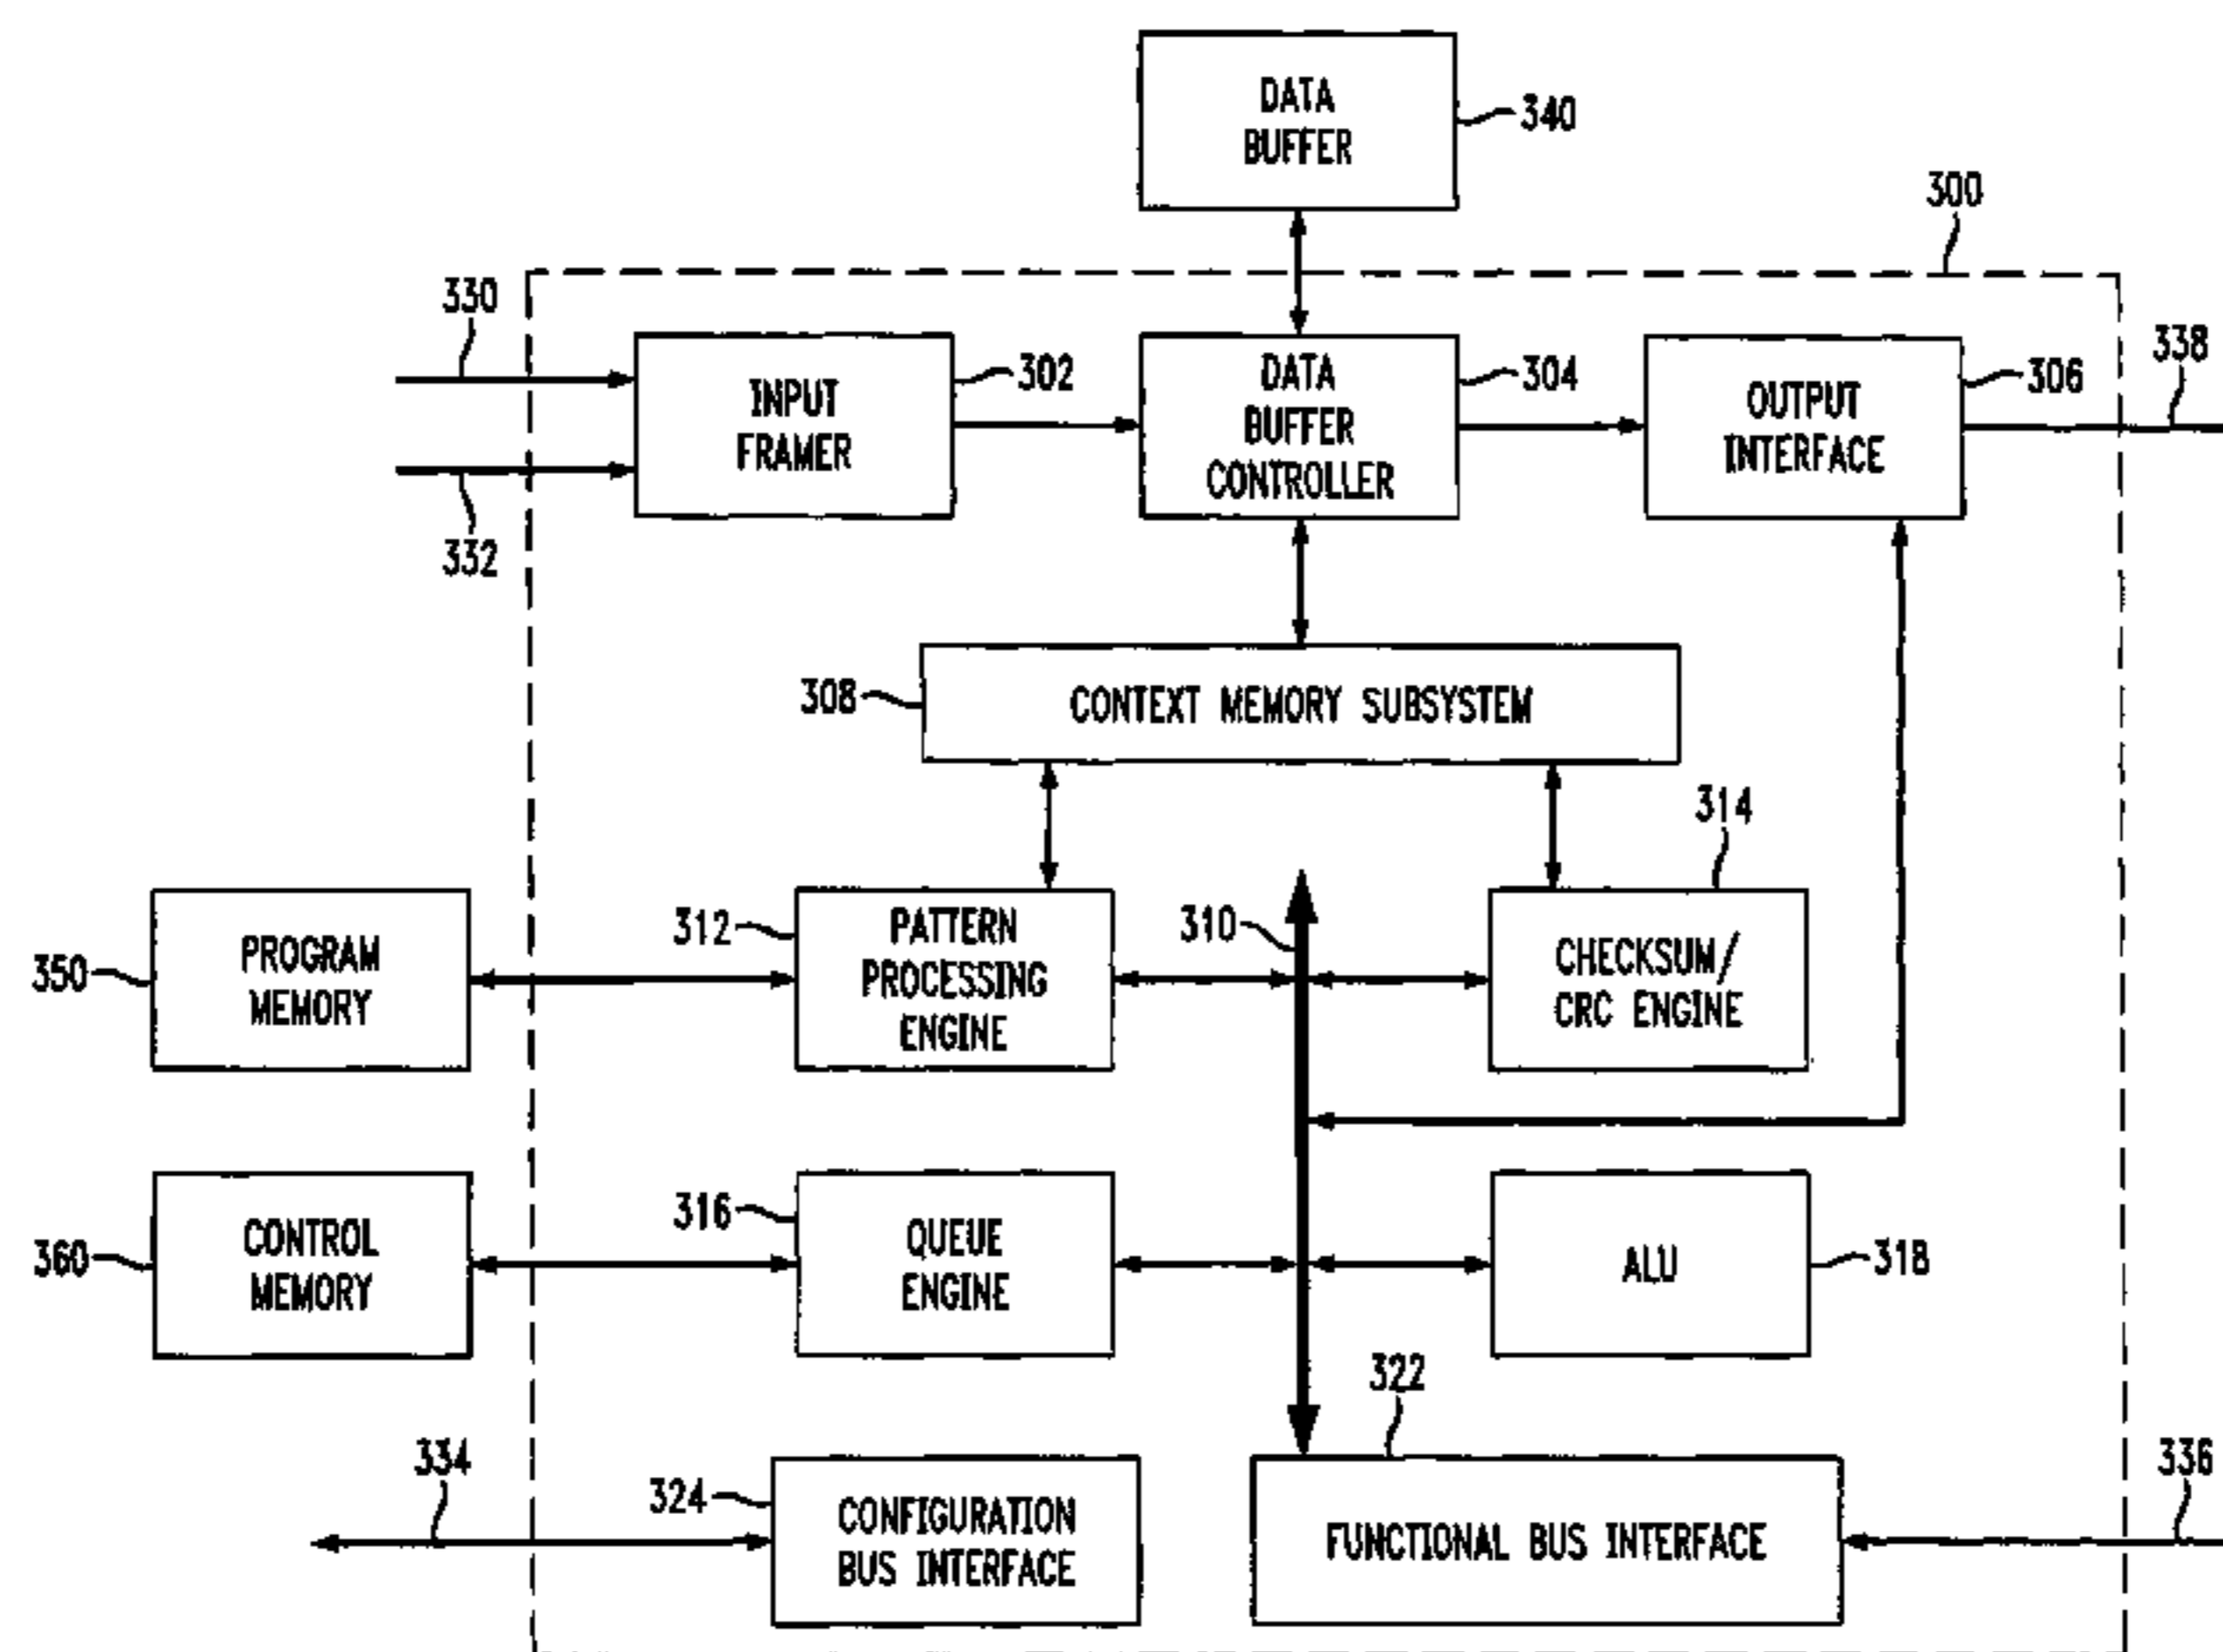 DATA
BUFFER
340
300
330
332
INPUT
FRAMER
302
DATA
BUFFER
CONTROLLER
304
OUTPUT
INTERFACE
306
338
308
CONTEXT MEMORY SUBSYSTEM
314
350
PROGRAM
MEMORY
312
PATTERN
PROCESSING
ENGINE
310
CHECKSUM/
CRC ENGINE
360
CONTROL
MEMORY
316
QUEUE
ENGINE
ALU
318
322
334
324
CONFIGURATION
BUS INTERFACE
FUNCTIONAL BUS INTERFACE
336